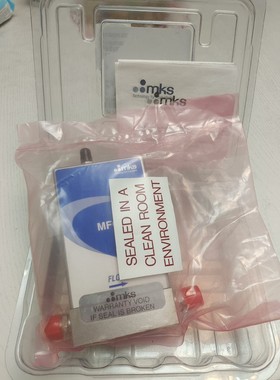 mks
mks
mks
MF
FLO
SEALED IN A
CLEAN ROOM
ENVIRONMENT
mks
WARRANTY VOID
IF SEAL IS BROKEN